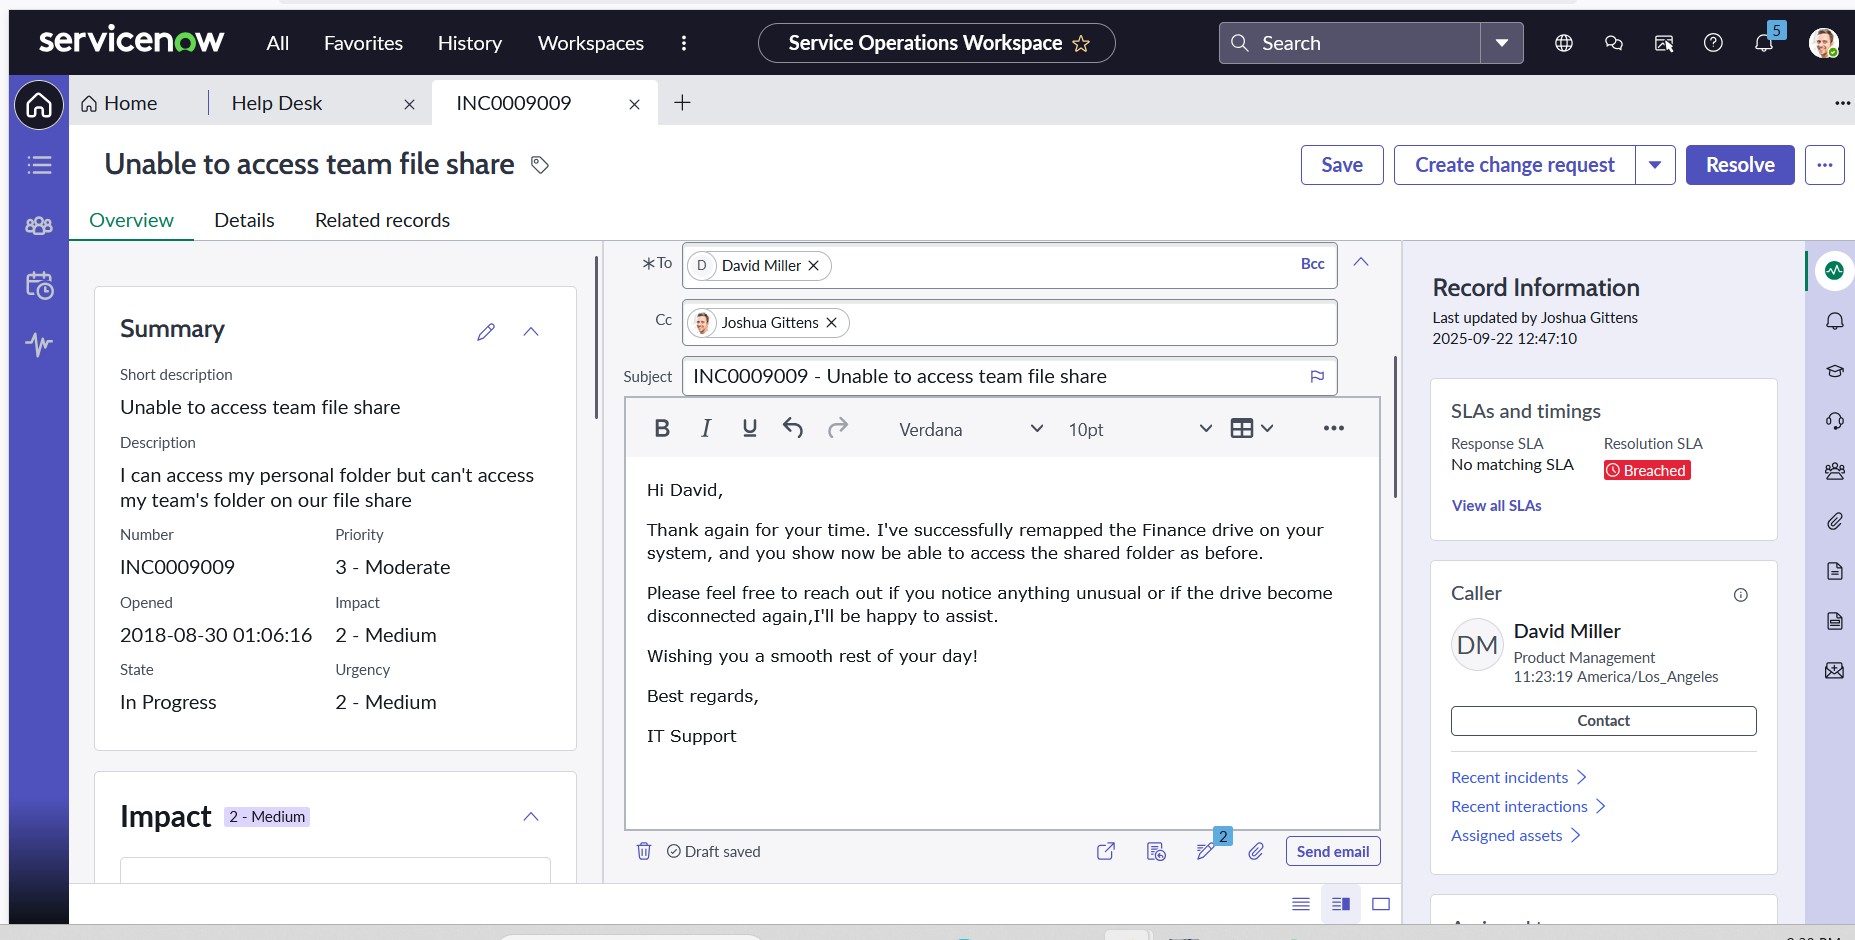 servicenow All Favorites History Workspaces Service Operations Workspace Search 5
Home Help Desk INC0009009
Unable to access team file share Save Create change request Resolve
Overview Details Related records
Summary
Short description
Unable to access team file share
Description
I can access my personal folder but can't access
my team's folder on our file share
Number Priority
INC0009009 3 - Moderate
Opened Impact
2018-08-30 01:06:16 2 - Medium
State Urgency
In Progress 2 - Medium
Impact 2 - Medium
To D David Miller Bcc
Cc Joshua Gittens
Subject INC0009009 - Unable to access team file share
B I U Verdana 10pt
Hi David,
Thank again for your time. I've successfully remapped the Finance drive on your
system, and you show now be able to access the shared folder as before.
Please feel free to reach out if you notice anything unusual or if the drive become
disconnected again,I'll be happy to assist.
Wishing you a smooth rest of your day!
Best regards,
IT Support
Draft saved 2 Send email
Record Information
Last updated by Joshua Gittens
2025-09-22 12:47:10
SLAs and timings
Response SLA Resolution SLA
No matching SLA Breached
View all SLAs
Caller
DM David Miller
Product Management
11:23:19 America/Los_Angeles
Contact
Recent incidents
Recent interactions
Assigned assets